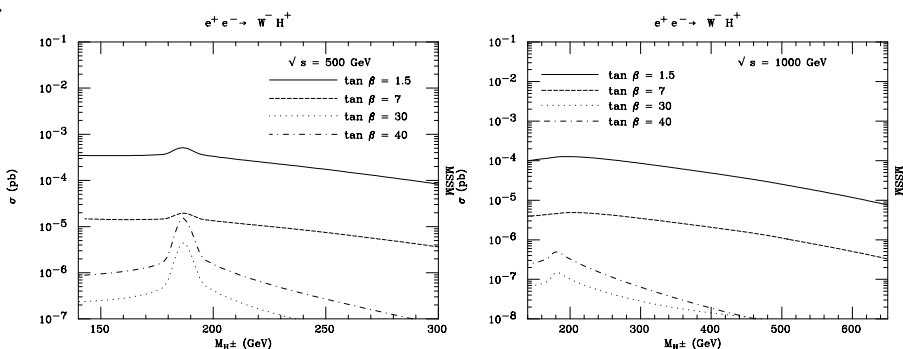 e⁺ e⁻→ W⁻ H⁺
√ s = 500 GeV
tan β = 1.5
tan β = 7
tan β = 30
tan β = 40
10⁻¹
10⁻²
10⁻³
10⁻⁴
10⁻⁵
10⁻⁶
10⁻⁷
σ (pb)
MSSM
150 200 250 300
M_H± (GeV)
e⁺ e⁻→ W⁻ H⁺
√ s = 1000 GeV
tan β = 1.5
tan β = 7
tan β = 30
tan β = 40
10⁻¹
10⁻²
10⁻³
10⁻⁴
10⁻⁵
10⁻⁶
10⁻⁷
10⁻⁸
σ (pb)
MSSM
200 300 400 500 600
M_H± (GeV)